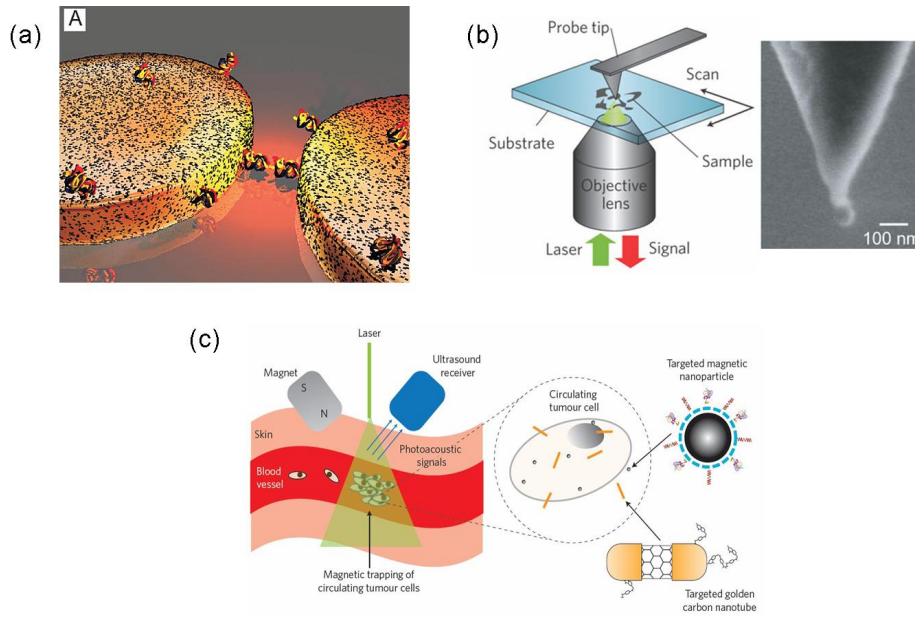 (a)
A
(b)
Probe tip
Scan
Substrate
Sample
Objective
lens
Laser
Signal
100 nm
(c)
Laser
Magnet
S
N
Ultrasound
receiver
Skin
Photoacoustic
signals
Blood
vessel
Magnetic trapping of
circulating tumour cells
Circulating
tumour cell
Targeted magnetic
nanoparticle
Targeted golden
carbon nanotube